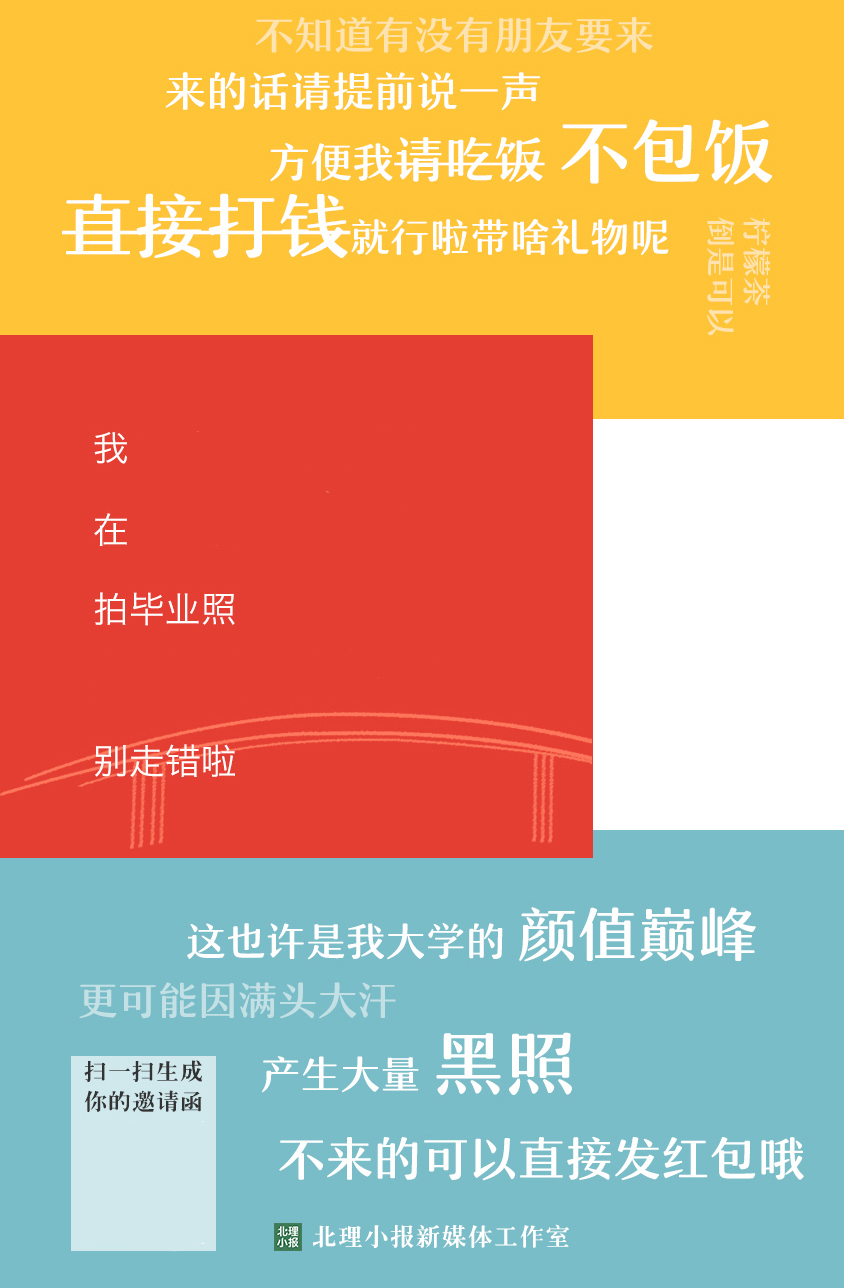 不知道有没有朋友要来
来的话请提前说一声
方便我请吃饭 不包饭
直接打钱就行啦带啥礼物呢
柠檬茶
倒是可以
我
在
拍毕业照
别走错啦
这也许是我大学的 颜值巅峰
更可能因满头大汗
产生大量 黑照
扫一扫生成
你的邀请函
不来的可以直接发红包哦
北理
小报
北理小报新媒体工作室